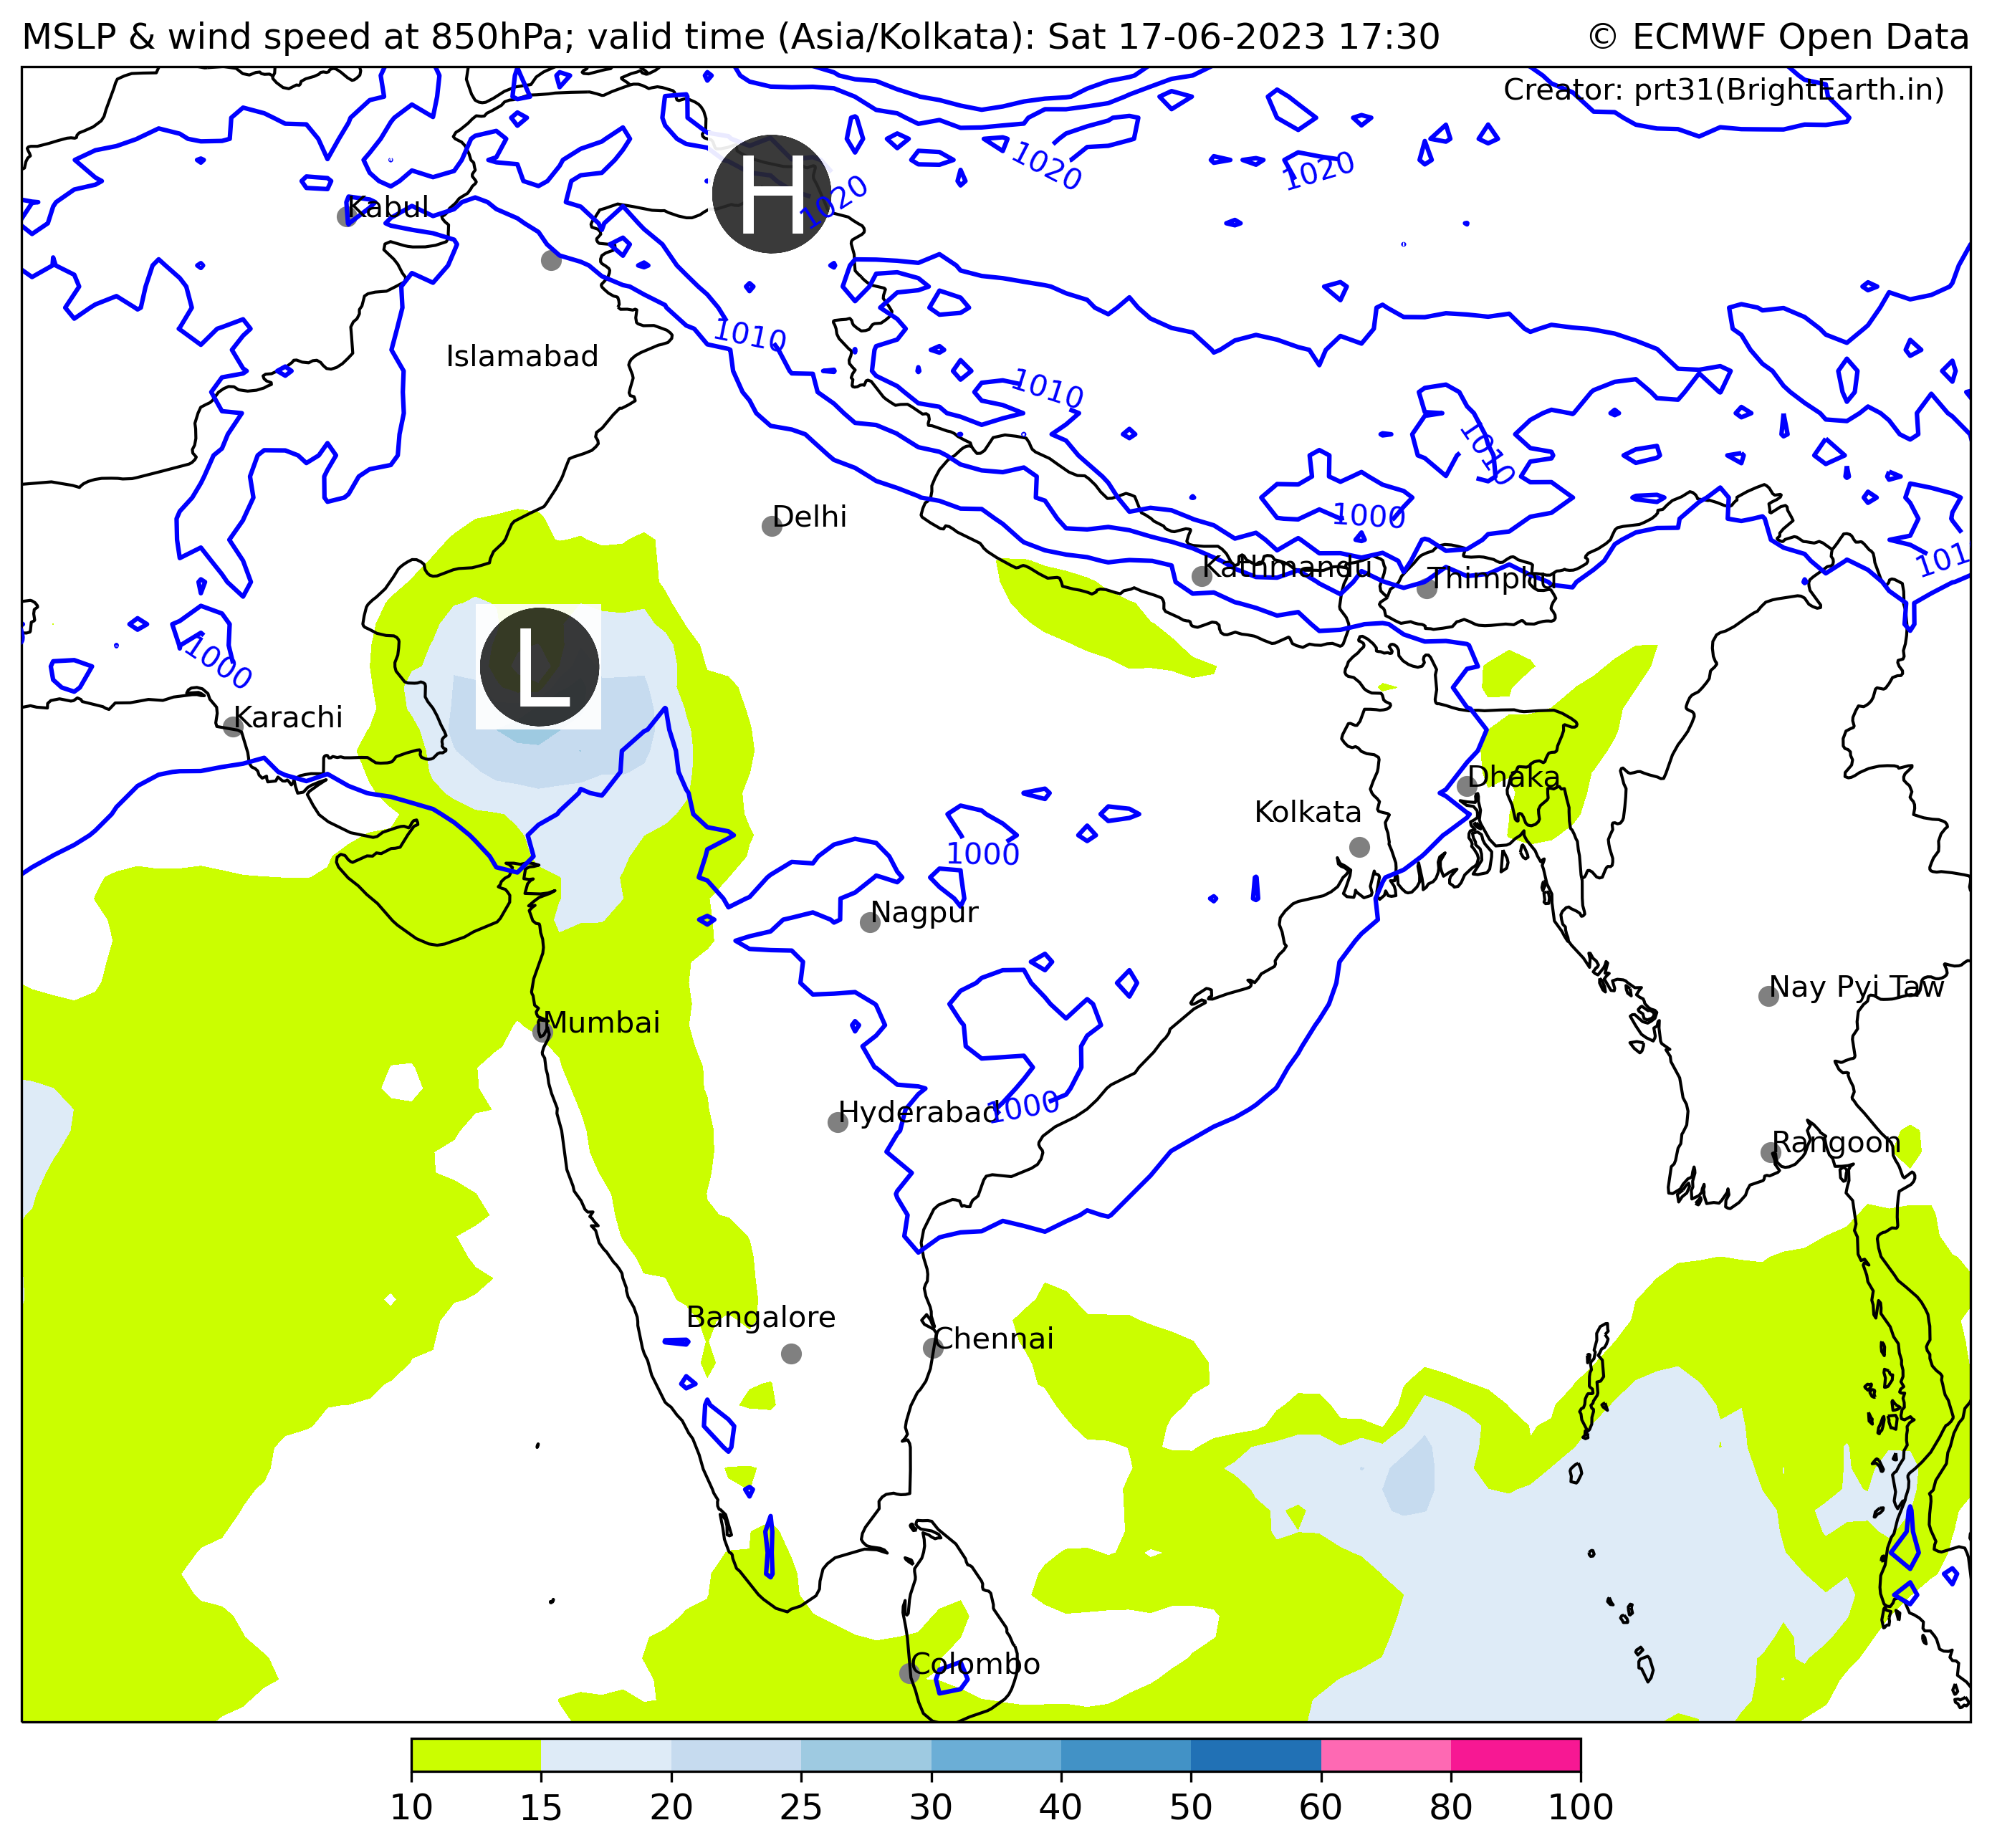 MSLP & wind speed at 850hPa; valid time (Asia/Kolkata): Sat 17-06-2023 17:30
© ECMWF Open Data
Creator: prt31(BrightEarth.in)
H
1020
1020
1020
Kabul
1010
Islamabad
1010
1010
Delhi
1000
Kathmandu
Thimphu
101
L
1000
Karachi
Dhaka
Kolkata
1000
Nagpur
Nay Pyi Taw
Mumbai
Hyderabad
1000
Rangoon
Bangalore
Chennai
Colombo
10 15 20 25 30 40 50 60 80 100